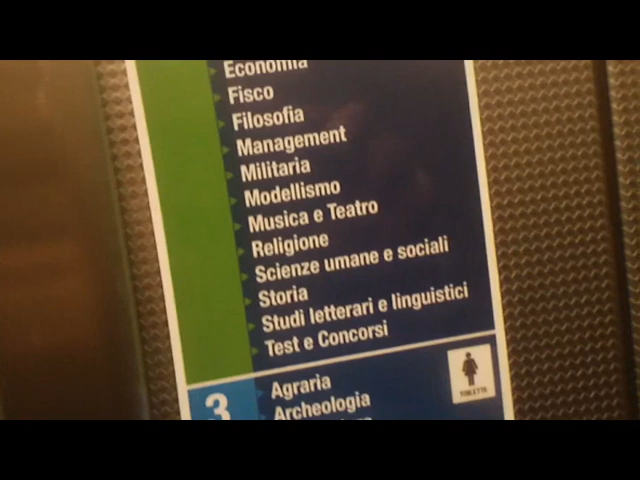 Economia
Fisco
Filosofia
Management
Militaria
Modellismo
Musica e Teatro
Religione
Scienze umane e sociali
Storia
Studi letterari e linguistici
Test e Concorsi
3
Agraria
Archeologia
TOILETTE